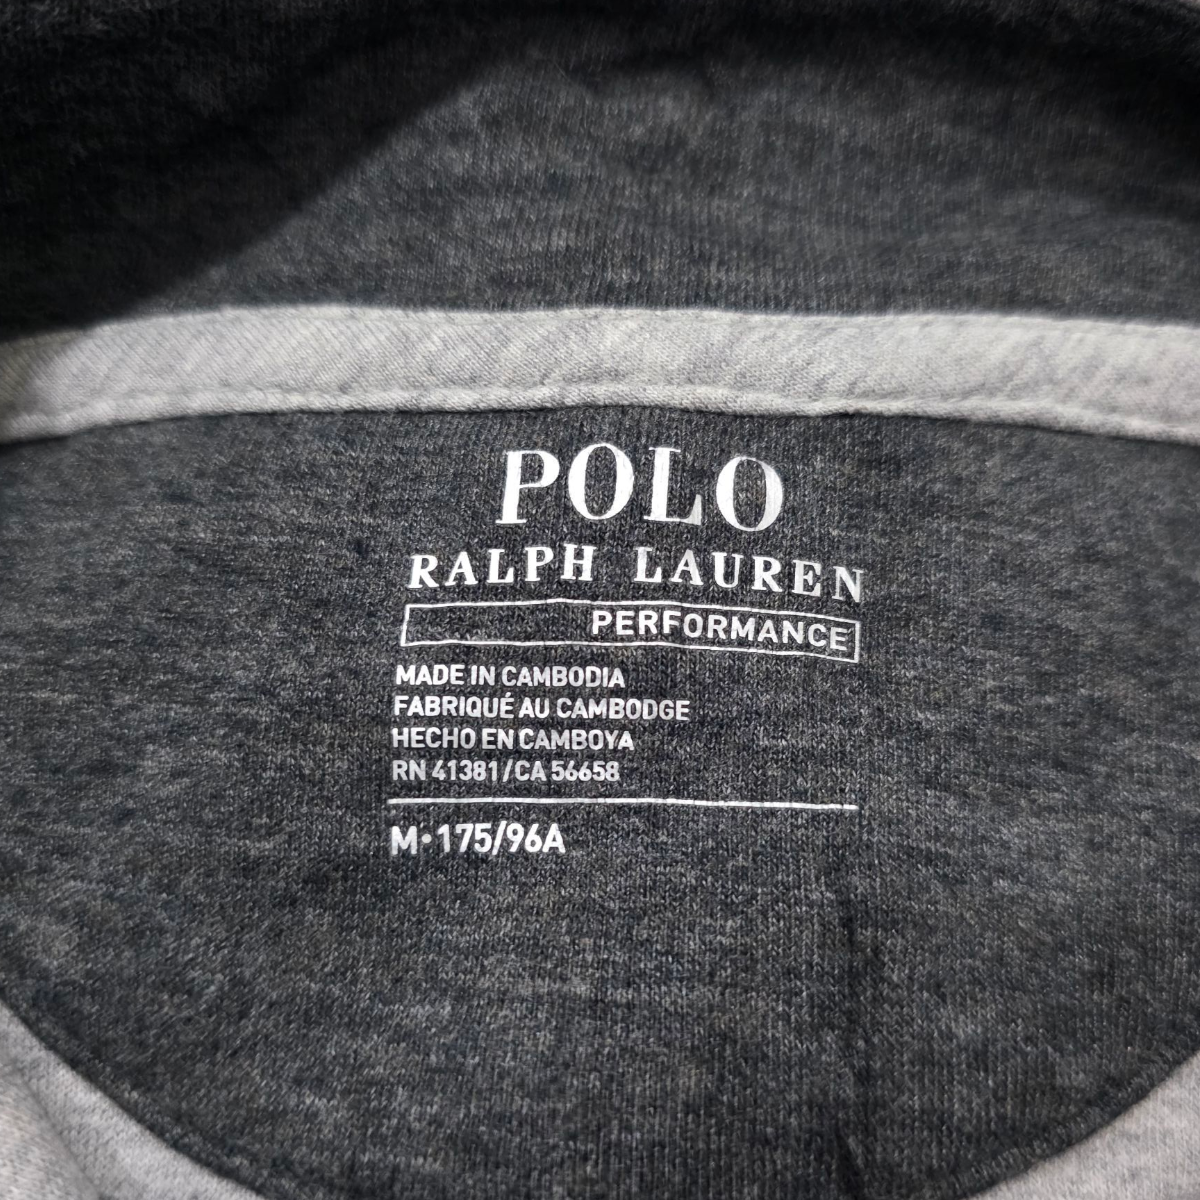 POLO
RALPH LAUREN
PERFORMANCE
MADE IN CAMBODIA
FABRIQUÉ AU CAMBODGE
HECHO EN CAMBOYA
RN 41381/CA 56658
M·175/96A